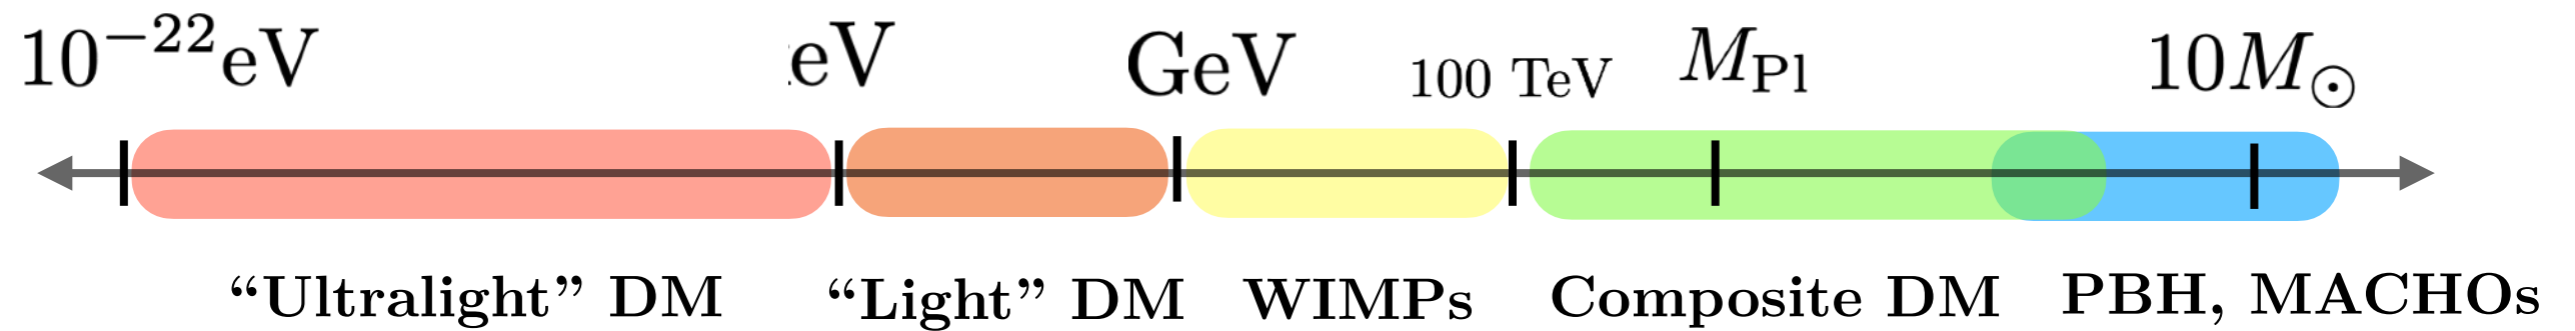 10⁻²²eV eV GeV 100 TeV M_Pl 10M_⊙
“Ultralight” DM “Light” DM WIMPs Composite DM PBH, MACHOs